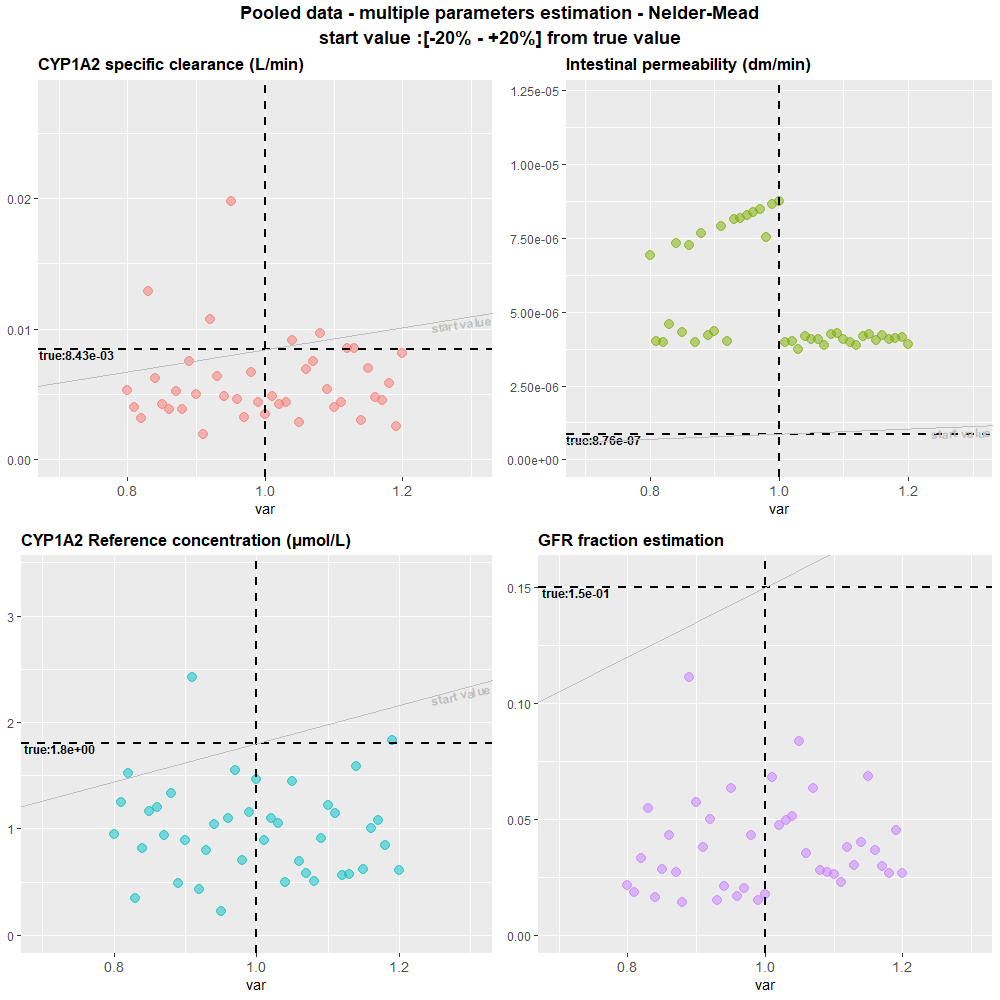 Pooled data - multiple parameters estimation - Nelder-Mead
start value :[-20% - +20%] from true value
CYP1A2 specific clearance (L/min)
0.02
0.01
0.00
start value
true:8.43e-03
0.8 1.0 1.2
var
Intestinal permeability (dm/min)
1.25e-05
1.00e-05
7.50e-06
5.00e-06
2.50e-06
0.00e+00
start value
true:8.76e-07
0.8 1.0 1.2
var
CYP1A2 Reference concentration (µmol/L)
3
2
1
0
start value
true:1.8e+00
0.8 1.0 1.2
var
GFR fraction estimation
0.15
0.10
0.05
0.00
true:1.5e-01
0.8 1.0 1.2
var